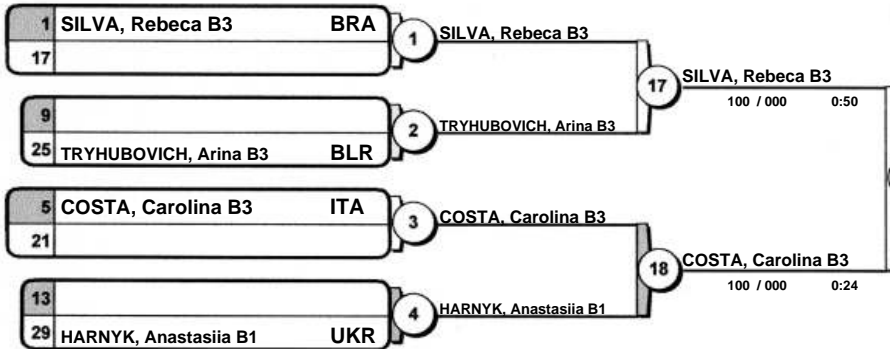 1 SILVA, Rebeca B3 BRA
17
1
SILVA, Rebeca B3
9
25 TRYHUBOVICH, Arina B3 BLR
2
TRYHUBOVICH, Arina B3
17
SILVA, Rebeca B3
100 / 000 0:50
5 COSTA, Carolina B3 ITA
21
3
COSTA, Carolina B3
13
29 HARNYK, Anastasiia B1 UKR
4
HARNYK, Anastasiia B1
18
COSTA, Carolina B3
100 / 000 0:24